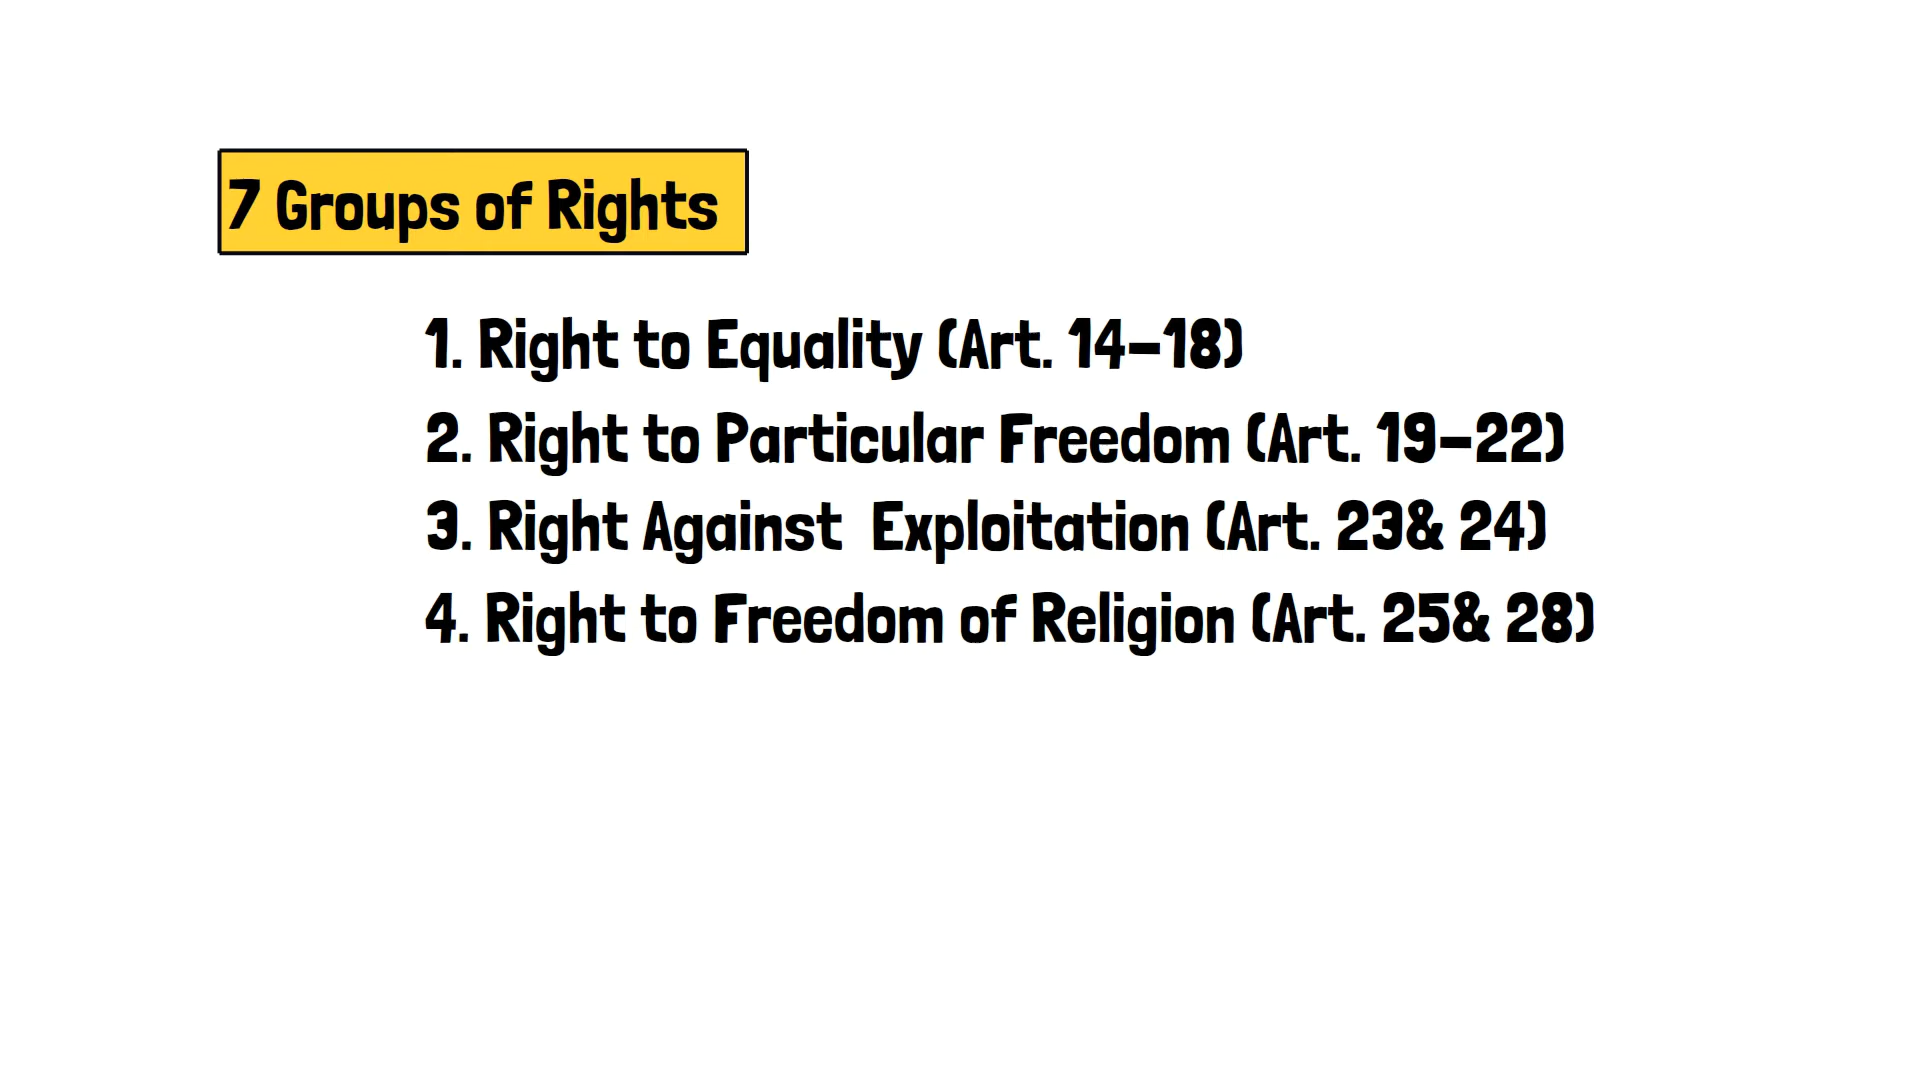 7 Groups of Rights
1. Right to Equality (Art. 14-18)
2. Right to Particular Freedom (Art. 19-22)
3. Right Against  Exploitation (Art. 23& 24)
4. Right to Freedom of Religion (Art. 25& 28)